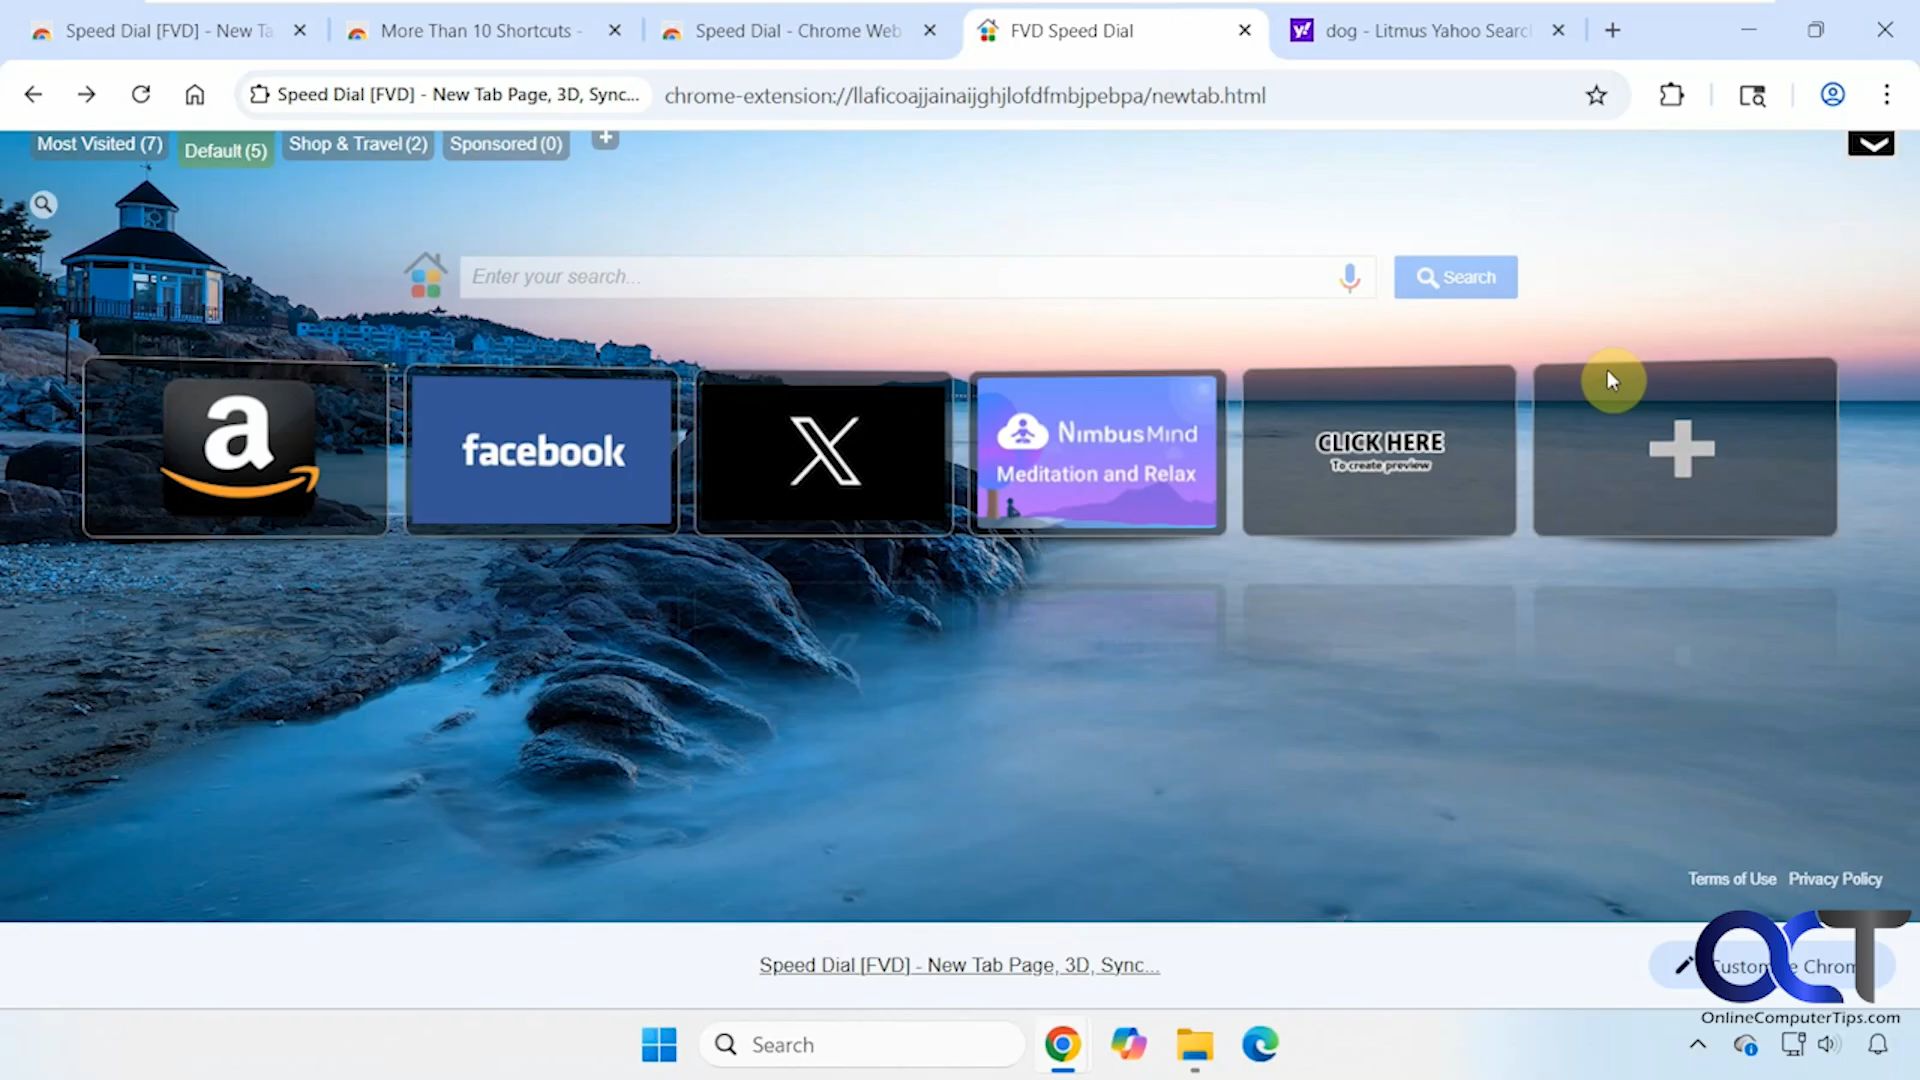 Speed Dial [FVD] - New Ta
More Than 10 Shortcuts -
Speed Dial - Chrome Web
FVD Speed Dial
dog - Litmus Yahoo Searc
Speed Dial [FVD] - New Tab Page, 3D, Sync...
chrome-extension://llaficoajjainaijghjlofdfmbjpebpa/newtab.html
Most Visited (7)
Default (5)
Shop & Travel (2)
Sponsored (0)
Enter your search...
Search
a
facebook
X
NimbusMind
Meditation and Relax
CLICK HERE
To create preview
Terms of Use
Privacy Policy
Speed Dial [FVD] - New Tab Page, 3D, Sync...
OCT
OnlineComputerTips.com
Search